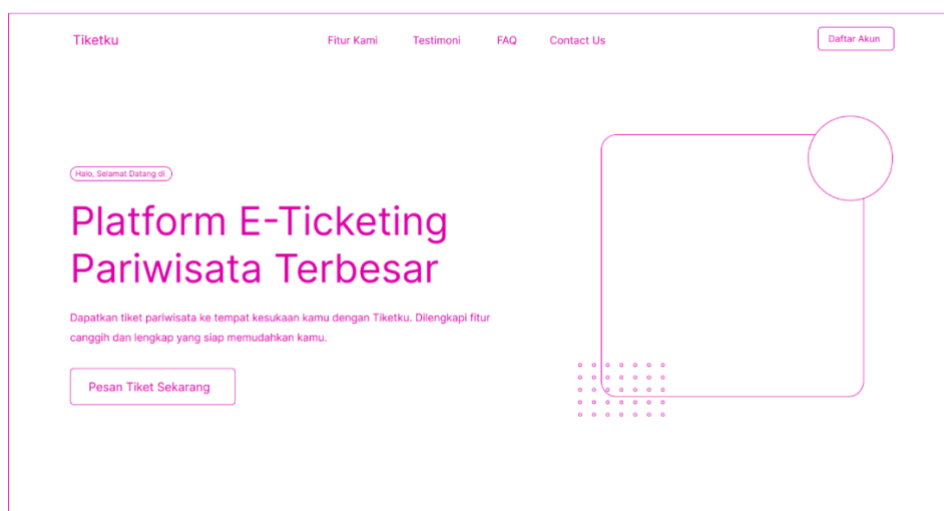 Tiketku
Fitur Kami
Testimoni
FAQ
Contact Us
Daftar Akun
Halo, Selamat Datang di
Platform E-Ticketing
Pariwisata Terbesar
Dapatkan tiket pariwisata ke tempat kesukaan kamu dengan Tiketku. Dilengkapi fitur
canggih dan lengkap yang siap memudahkan kamu.
Pesan Tiket Sekarang